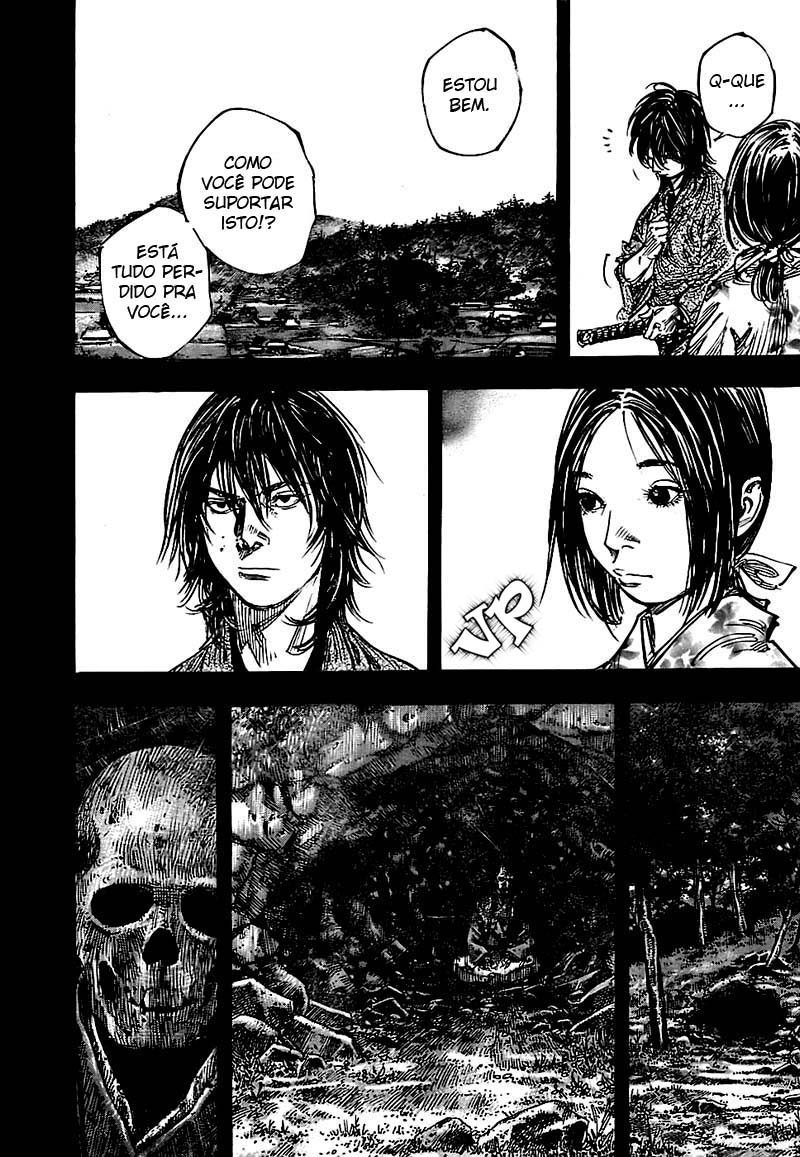 Q-QUE
...
ESTOU
BEM.
COMO
VOCÊ PODE
SUPORTAR
ISTO!?
ESTÁ
TUDO PER-
DIDO PRA
VOCÊ...
VP